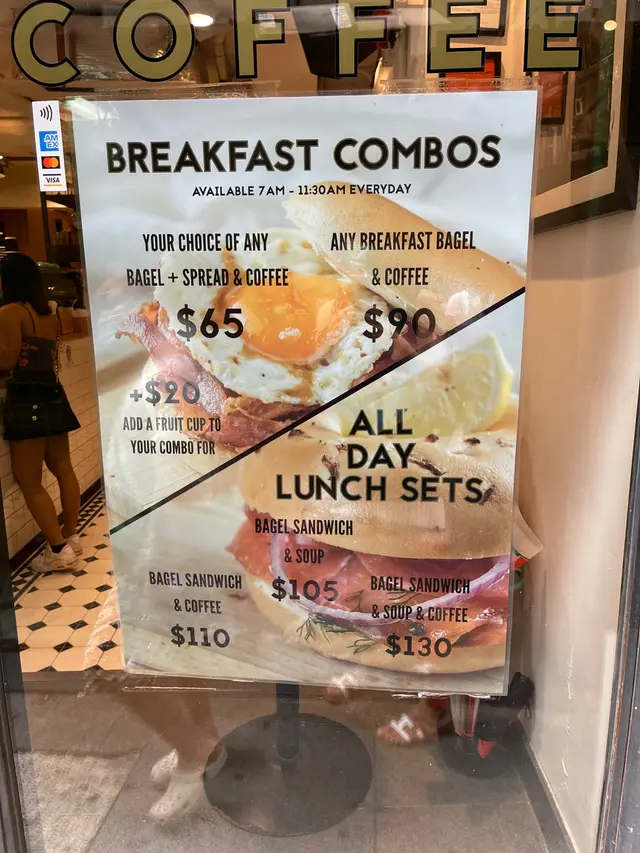 COFFEE
AM
EX
VISA
BREAKFAST COMBOS
AVAILABLE 7AM - 11:30AM EVERYDAY
YOUR CHOICE OF ANY
BAGEL + SPREAD & COFFEE
$65
ANY BREAKFAST BAGEL
& COFFEE
$90
+$20
ADD A FRUIT CUP TO
YOUR COMBO FOR
ALL
DAY
LUNCH SETS
BAGEL SANDWICH
& SOUP
$105
BAGEL SANDWICH
& COFFEE
$110
BAGEL SANDWICH
& SOUP & COFFEE
$130